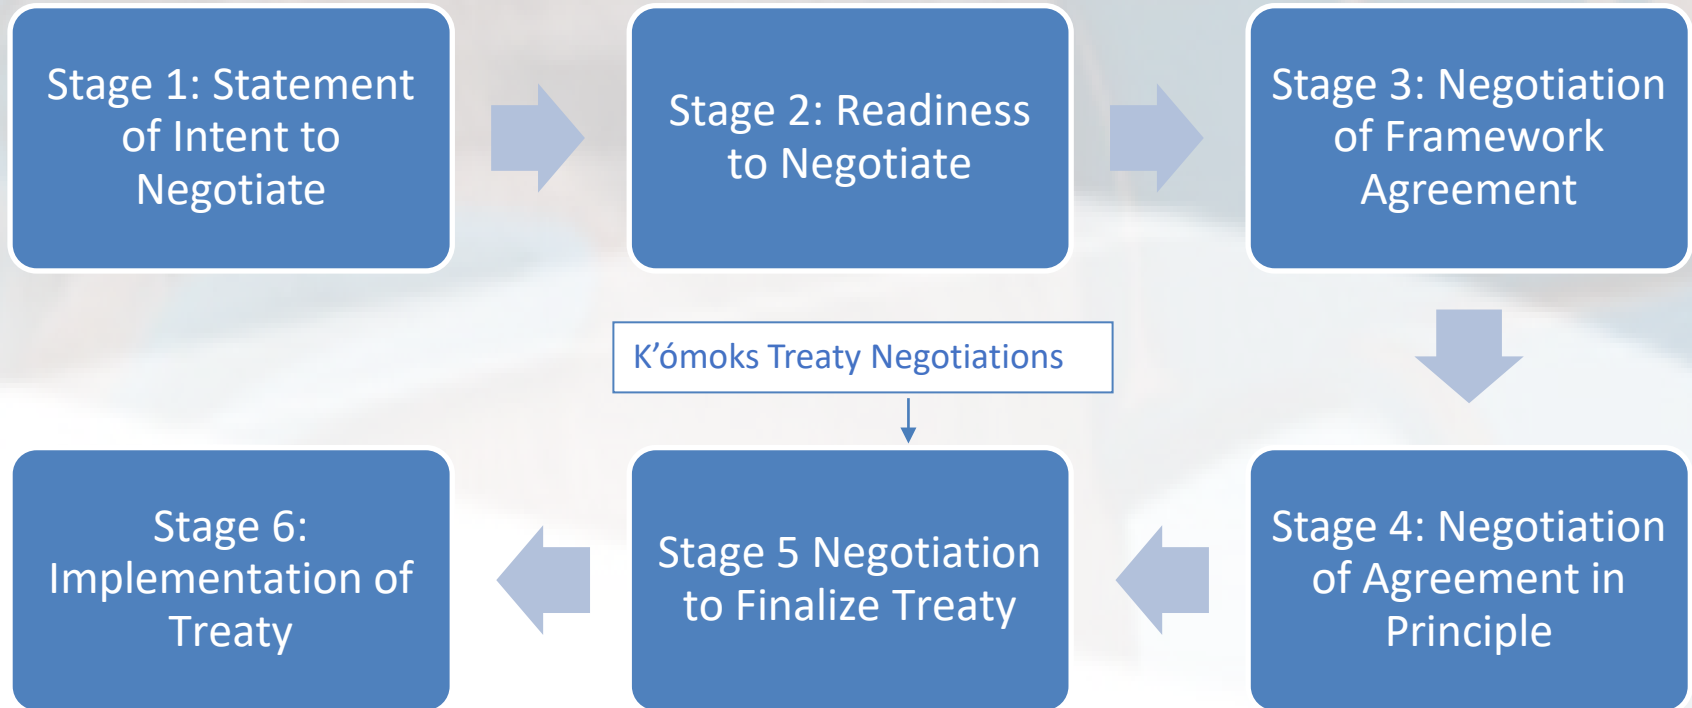 Stage 1: Statement
of Intent to
Negotiate
Stage 2: Readiness
to Negotiate
Stage 3: Negotiation
of Framework
Agreement
K'ómoks Treaty Negotiations
Stage 4: Negotiation
of Agreement in
Principle
Stage 5 Negotiation
to Finalize Treaty
Stage 6:
Implementation of
Treaty